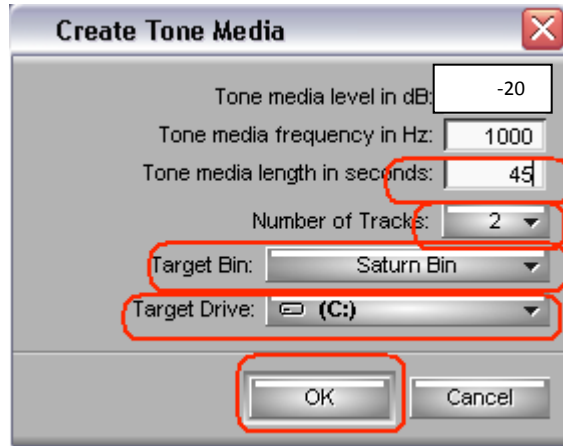 Create Tone Media
Tone media level in dB: -20
Tone media frequency in Hz: 1000
Tone media length in seconds: 45
Number of Tracks: 2
Target Bin: Saturn Bin
Target Drive: (C:)
OK Cancel